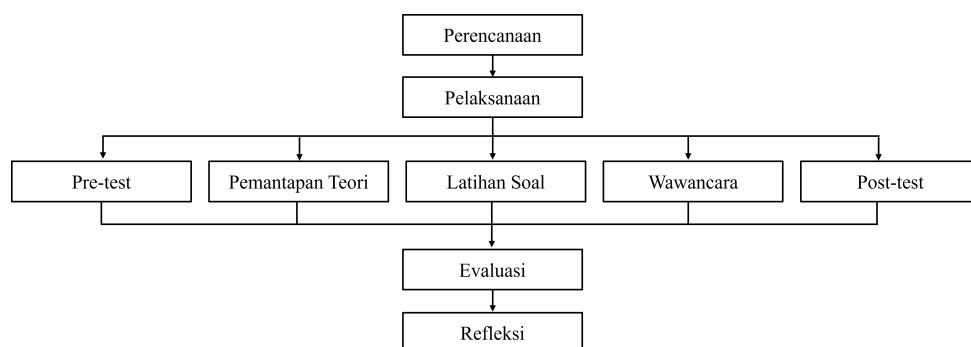 Perencanaan
Pelaksanaan
Pre-test
Pemantapan Teori
Latihan Soal
Wawancara
Post-test
Evaluasi
Refleksi